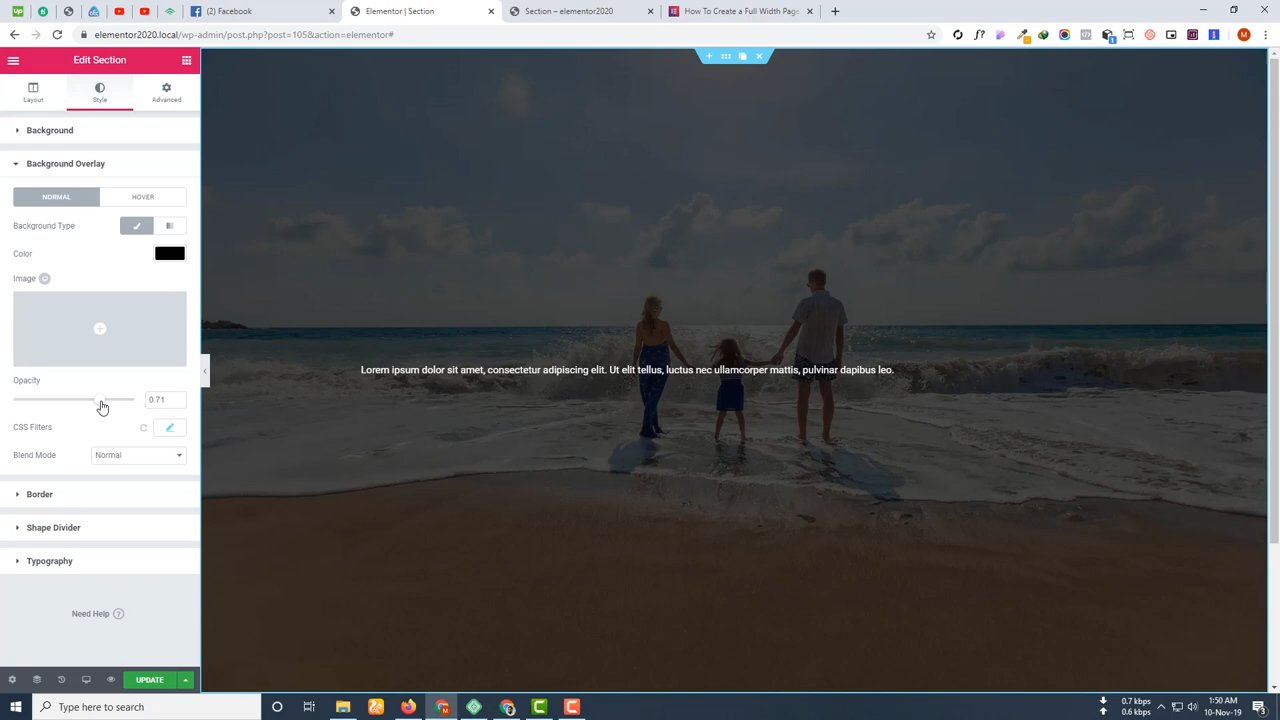 (2) Facebook
Elementor | Section
Section – elementor2020
How To Create a Full Width Page
elementor2020.local/wp-admin/post.php?post=105&action=elementor#
Edit Section
Layout
Style
Advanced
Background
Background Overlay
NORMAL
HOVER
Background Type
Color
Image
Opacity
0.71
CSS Filters
Blend Mode
Normal
Border
Shape Divider
Typography
Need Help
UPDATE
Lorem ipsum dolor sit amet, consectetur adipiscing elit. Ut elit tellus, luctus nec ullamcorper mattis, pulvinar dapibus leo.
Type here to search
0.7 kbps
0.6 kbps
1:50 AM
10-Nov-19